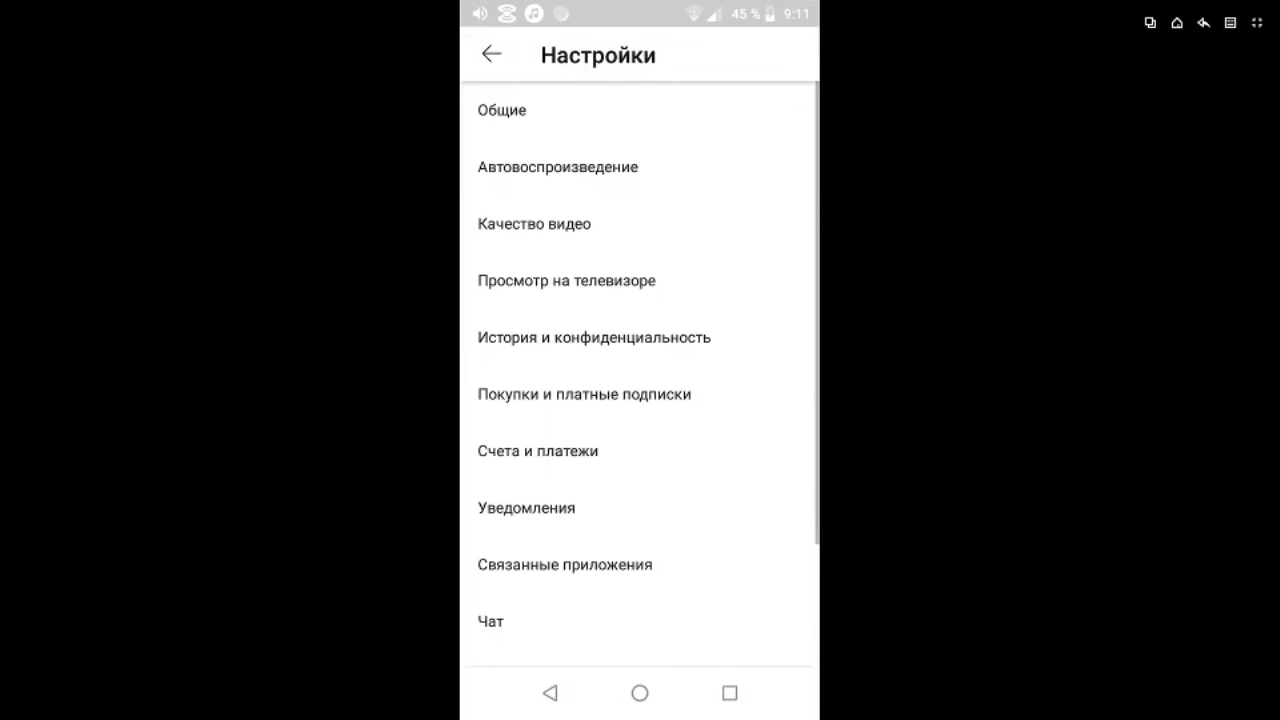 45 % 9:11
Настройки
Общие
Автовоспроизведение
Качество видео
Просмотр на телевизоре
История и конфиденциальность
Покупки и платные подписки
Счета и платежи
Уведомления
Связанные приложения
Чат